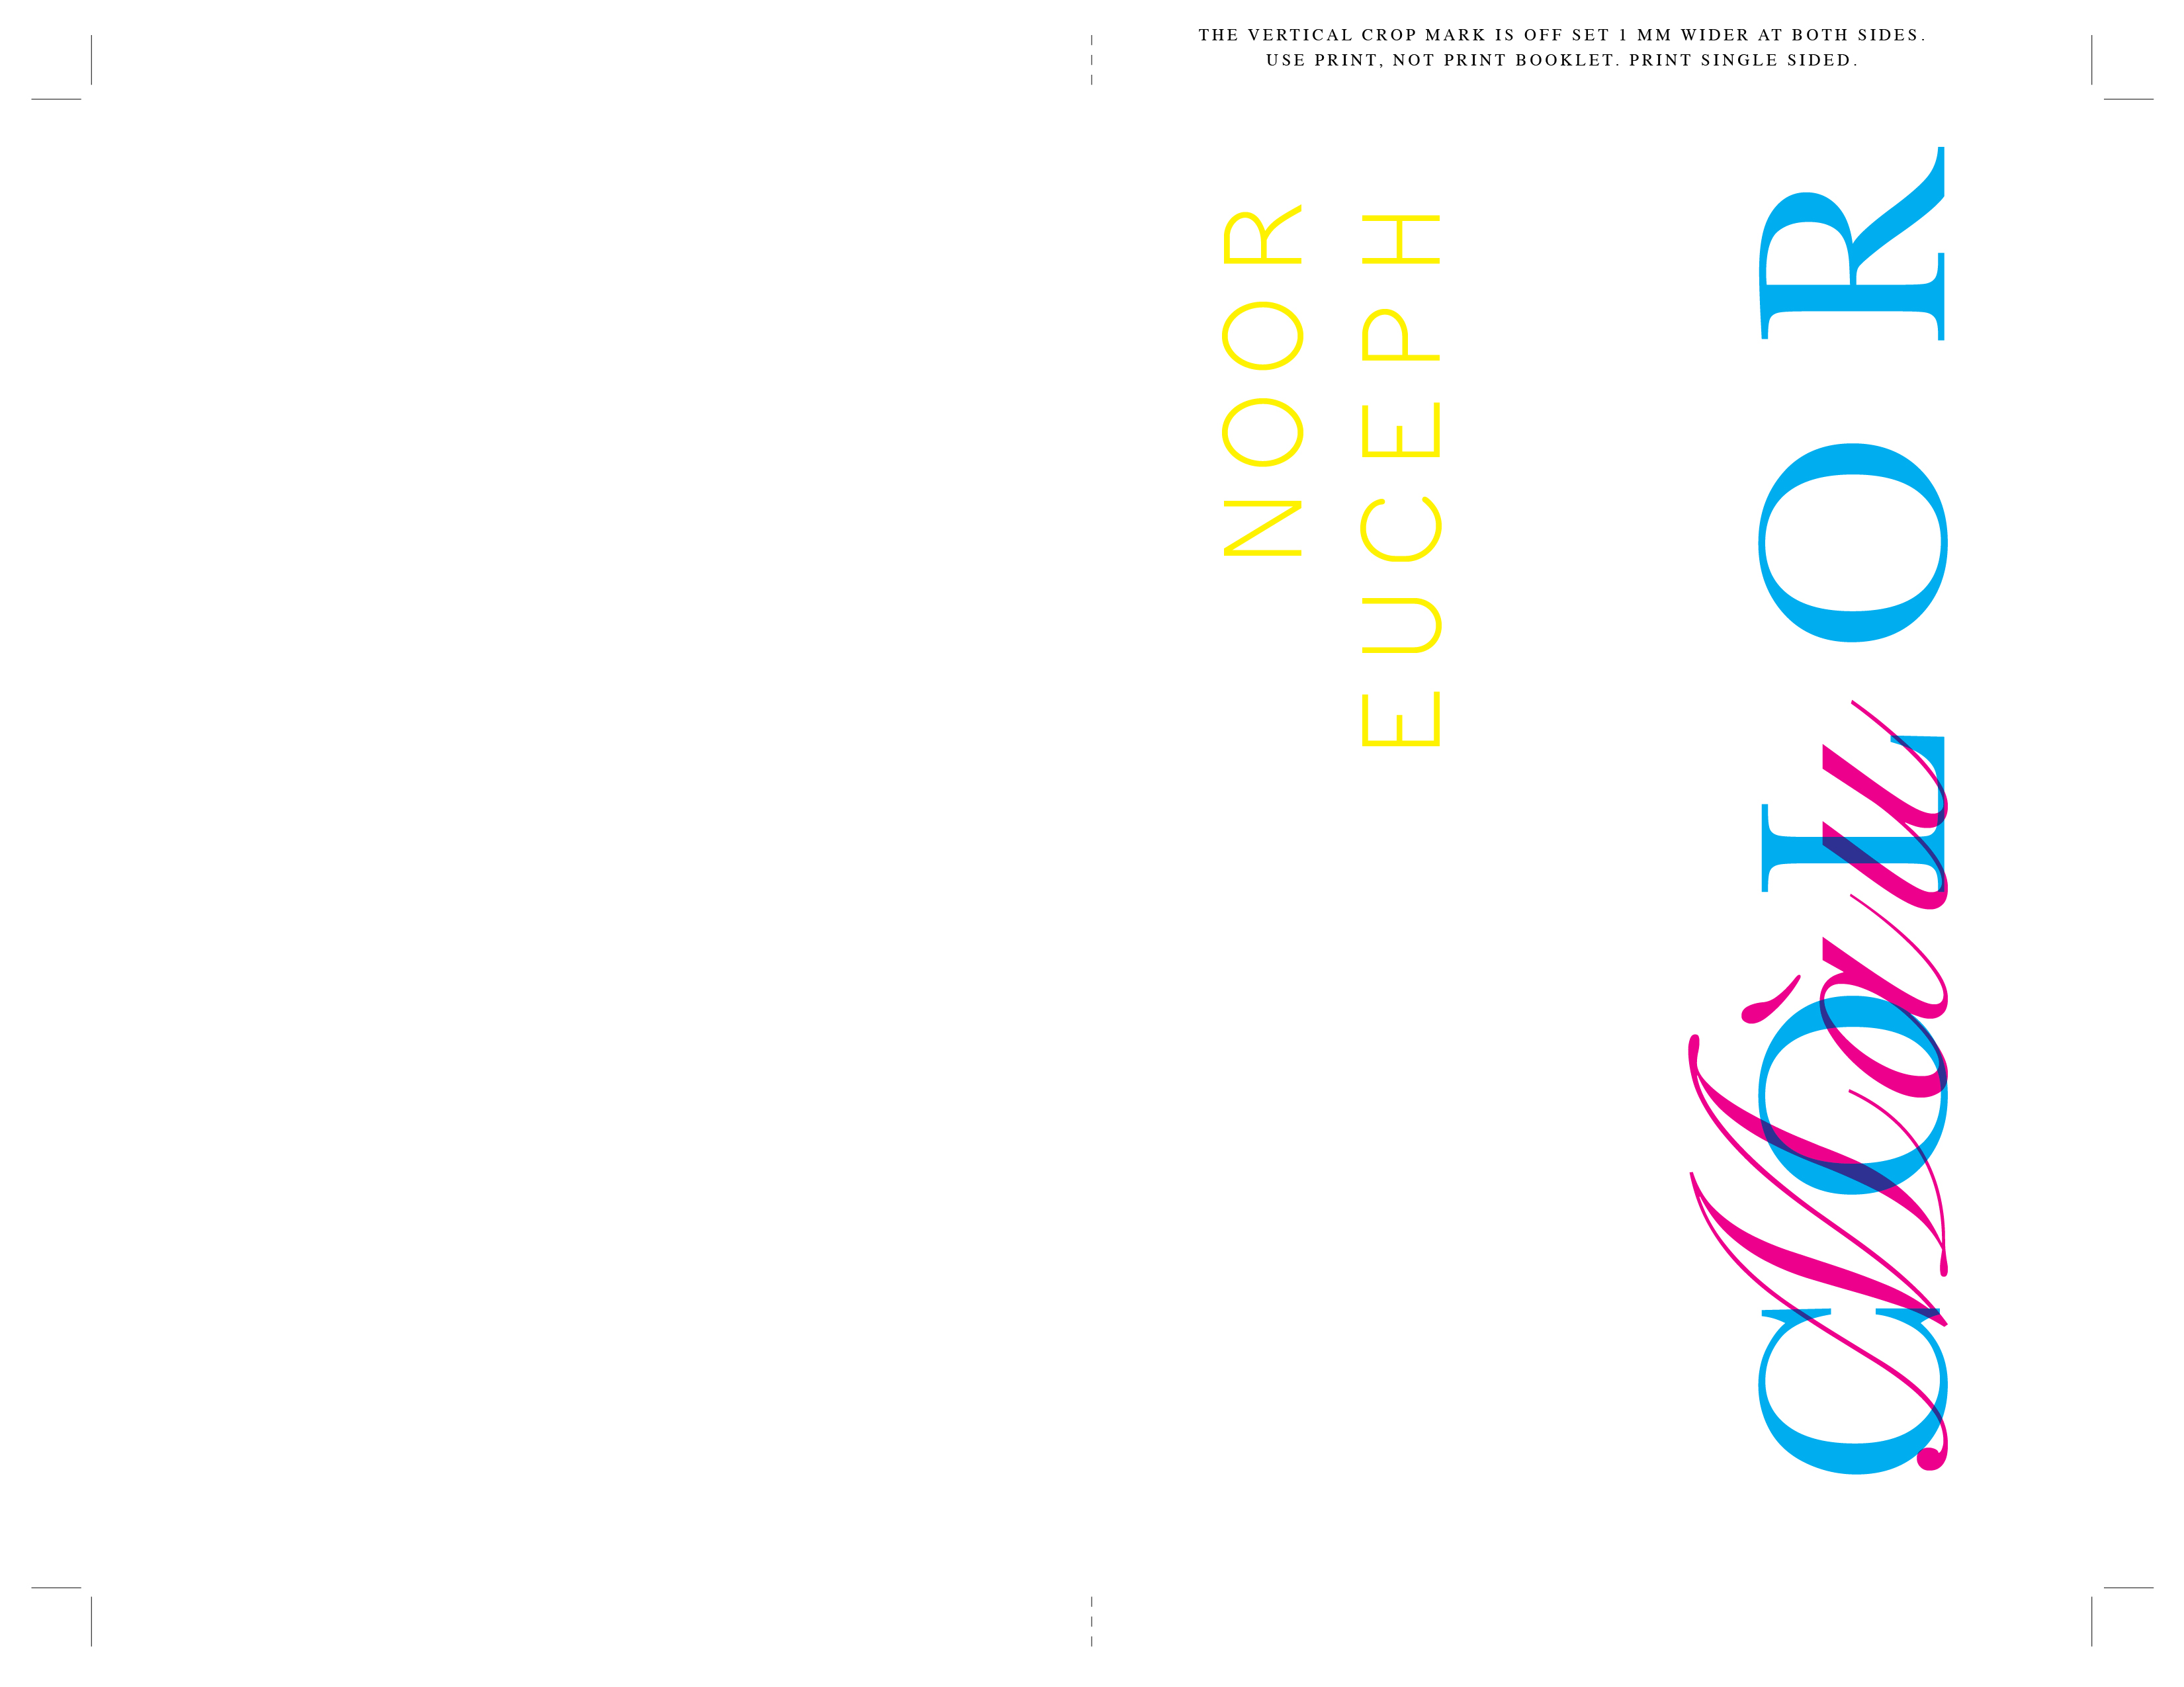 THE VERTICAL CROP MARK IS OFF SET 1 MM WIDER AT BOTH SIDES.
USE PRINT, NOT PRINT BOOKLET. PRINT SINGLE SIDED.
NOOR
EUCEPH
COLOR
Màu